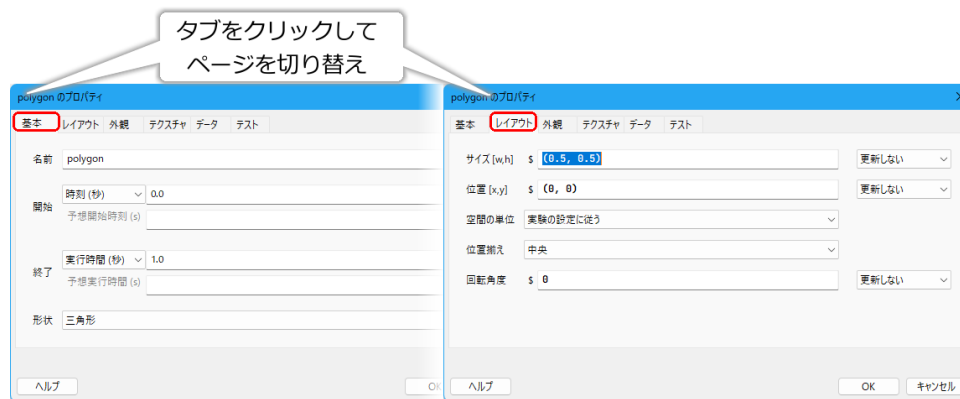 タブをクリックして
ページを切り替え
polygon のプロパティ
基本 レイアウト 外観 テクスチャ データ テスト
名前 polygon
開始 時刻 (秒) 0.0
予想開始時刻 (s)
終了 実行時間 (秒) 1.0
予想実行時間 (s)
形状 三角形
ヘルプ OK
polygon のプロパティ
基本 レイアウト 外観 テクスチャ データ テスト
サイズ [w,h] $ (0.5, 0.5) 更新しない
位置 [x,y] $ (0, 0) 更新しない
空間の単位 実験の設定に従う
位置揃え 中央
回転角度 $ 0 更新しない
ヘルプ OK キャンセル